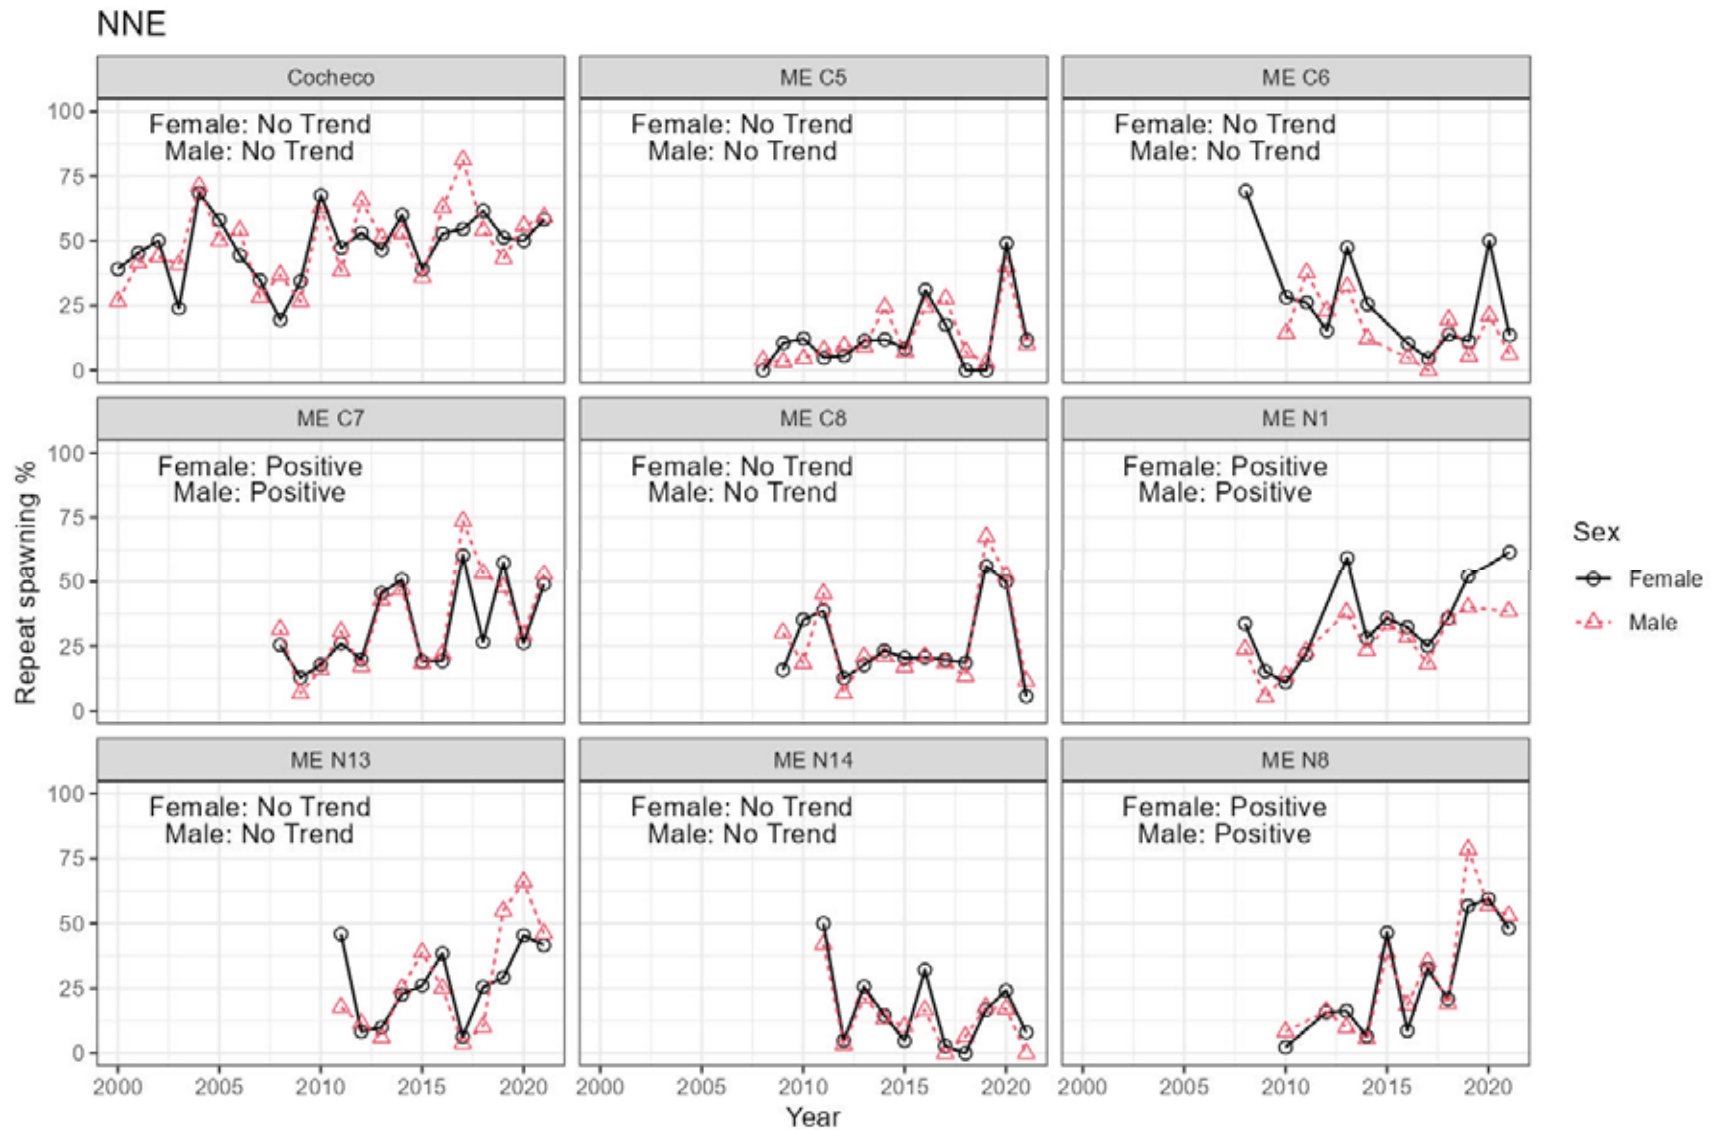 NNE
Cocheco
ME C5
ME C6
100
75
50
25
0
Female: No Trend
Male: No Trend
Female: No Trend
Male: No Trend
Female: No Trend
Male: No Trend
ME C7
ME C8
ME N1
100
75
50
25
0
Female: Positive
Male: Positive
Female: No Trend
Male: No Trend
Female: Positive
Male: Positive
Repeat spawning %
Sex
Female
Male
ME N13
ME N14
ME N8
100
75
50
25
0
Female: No Trend
Male: No Trend
Female: No Trend
Male: No Trend
Female: Positive
Male: Positive
2000 2005 2010 2015 2020
2000 2005 2010 2015 2020
2000 2005 2010 2015 2020
Year